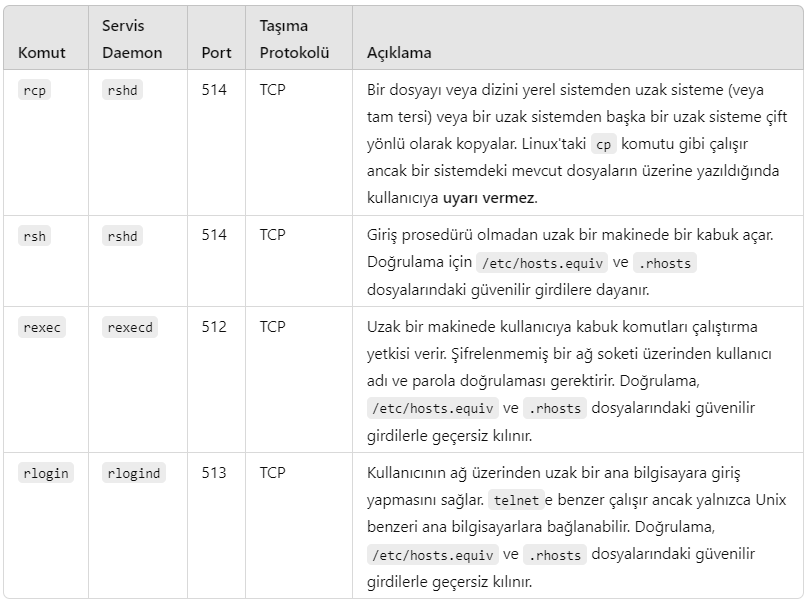 Komut Servis Daemon Port Taşıma Protokolü Açıklama
rcp rshd 514 TCP Bir dosyayı veya dizini yerel sistemden uzak sisteme (veya
tam tersi) veya bir uzak sistemden başka bir uzak sisteme çift
yönlü olarak kopyalar. Linux'taki cp komutu gibi çalışır
ancak bir sistemdeki mevcut dosyaların üzerine yazıldığında
kullanıcıya uyarı vermez.
rsh rshd 514 TCP Giriş prosedürü olmadan uzak bir makinede bir kabuk açar.
Doğrulama için /etc/hosts.equiv ve .rhosts
dosyalarındaki güvenilir girdilere dayanır.
rexec rexecd 512 TCP Uzak bir makinede kullanıcıya kabuk komutları çalıştırma
yetkisi verir. Şifrelenmemiş bir ağ soketi üzerinden kullanıcı
adı ve parola doğrulaması gerektirir. Doğrulama,
/etc/hosts.equiv ve .rhosts dosyalarındaki güvenilir
girdilerle geçersiz kılınır.
rlogin rlogind 513 TCP Kullanıcının ağ üzerinden uzak bir ana bilgisayara giriş
yapmasını sağlar. telnet e benzer çalışır ancak yalnızca Unix
benzeri ana bilgisayarlara bağlanabilir. Doğrulama,
/etc/hosts.equiv ve .rhosts dosyalarındaki güvenilir
girdilerle geçersiz kılınır.